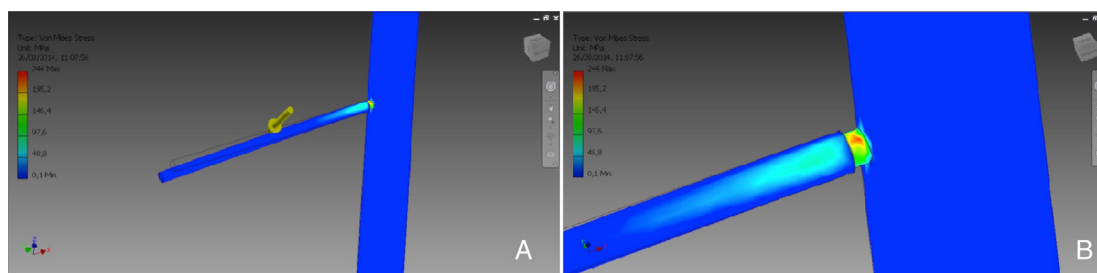 Type: Von Mises Stress
Unit: MPa
26/08/2014, 11:07:56
244 Max
195,2
146,4
97,6
48,8
0,1 Min
A
Type: Von Mises Stress
Unit: MPa
26/08/2014, 11:07:56
244 Max
195,2
146,4
97,6
48,8
0,1 Min
B